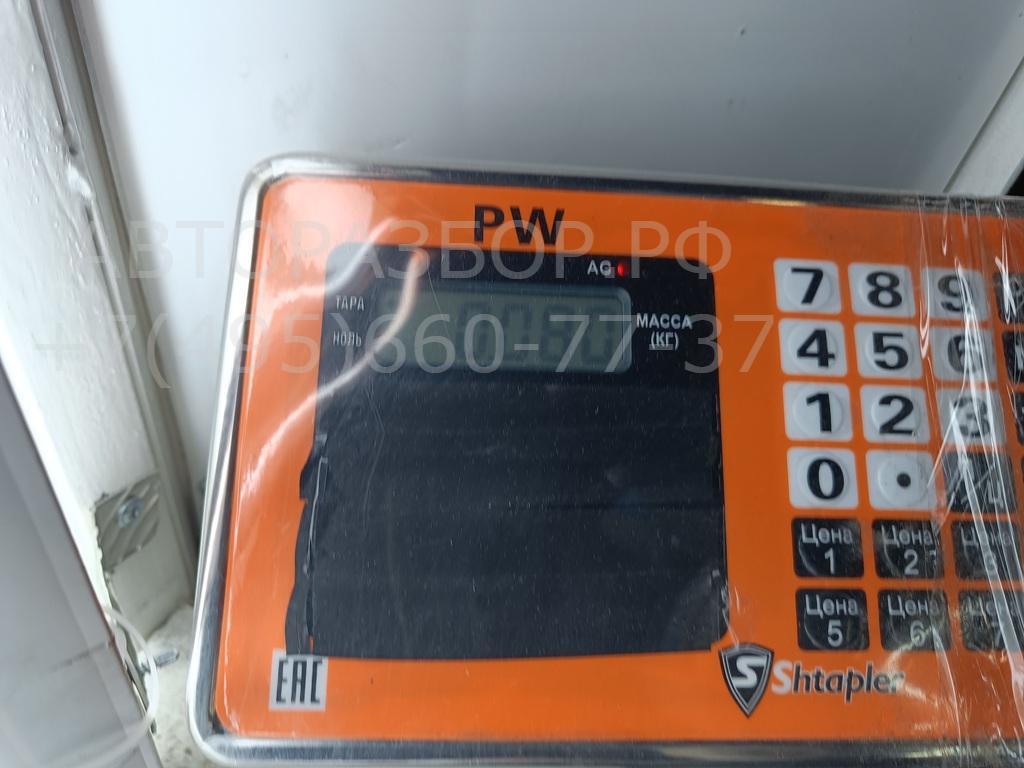 PW
АВТОРАЗБОР.РФ
AC
ТАРА
НОЛЬ
МАССА
(КГ)
+7(495)660-77-37
7 8 9
4 5 6
1 2 3
0 .
Цена 1
Цена 2
Цена 5
Цена 6
EAC
S Shtapler